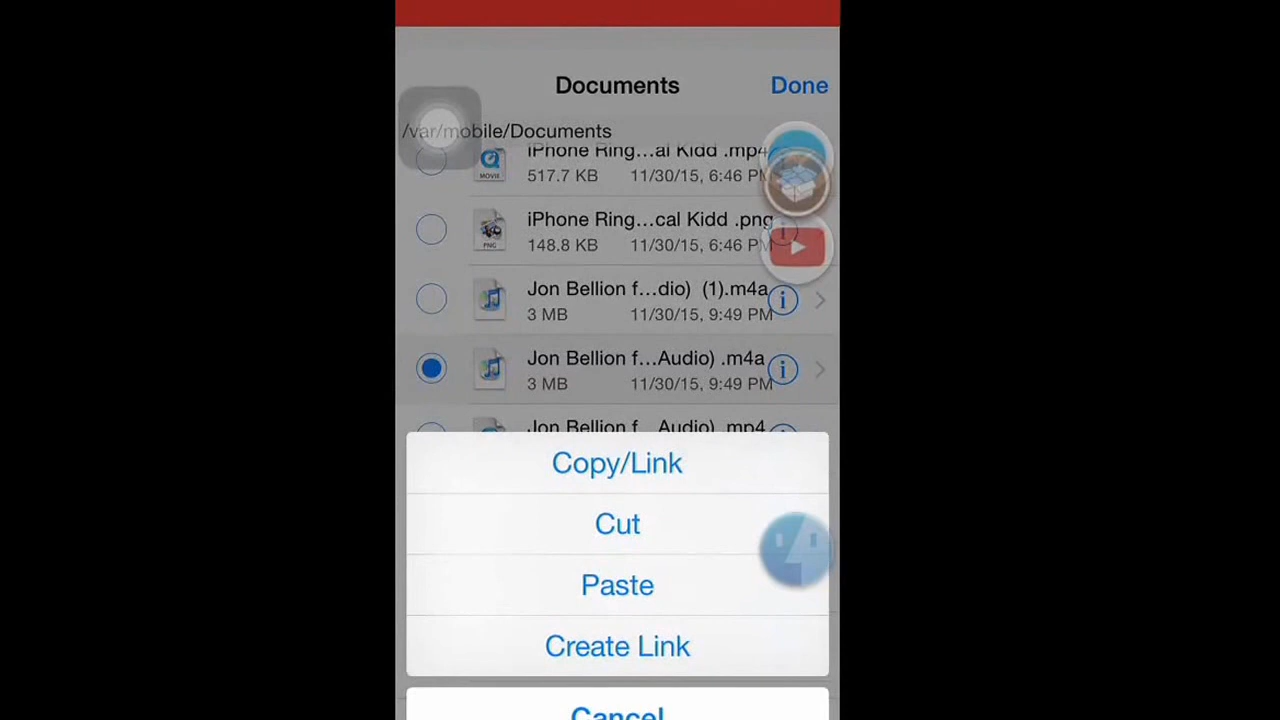 Documents
Done
/var/mobile/Documents
iPhone Ring...al Kidd .mp4
MOVIE
517.7 KB 11/30/15, 6:46 PM
iPhone Ring...cal Kidd .png
PNG
148.8 KB 11/30/15, 6:46 PM
Jon Bellion f...dio) (1).m4a
3 MB 11/30/15, 9:49 PM
Jon Bellion f...Audio) .m4a
3 MB 11/30/15, 9:49 PM
Jon Bellion f...Audio) .mp4
Copy/Link
Cut
Paste
Create Link
Cancel